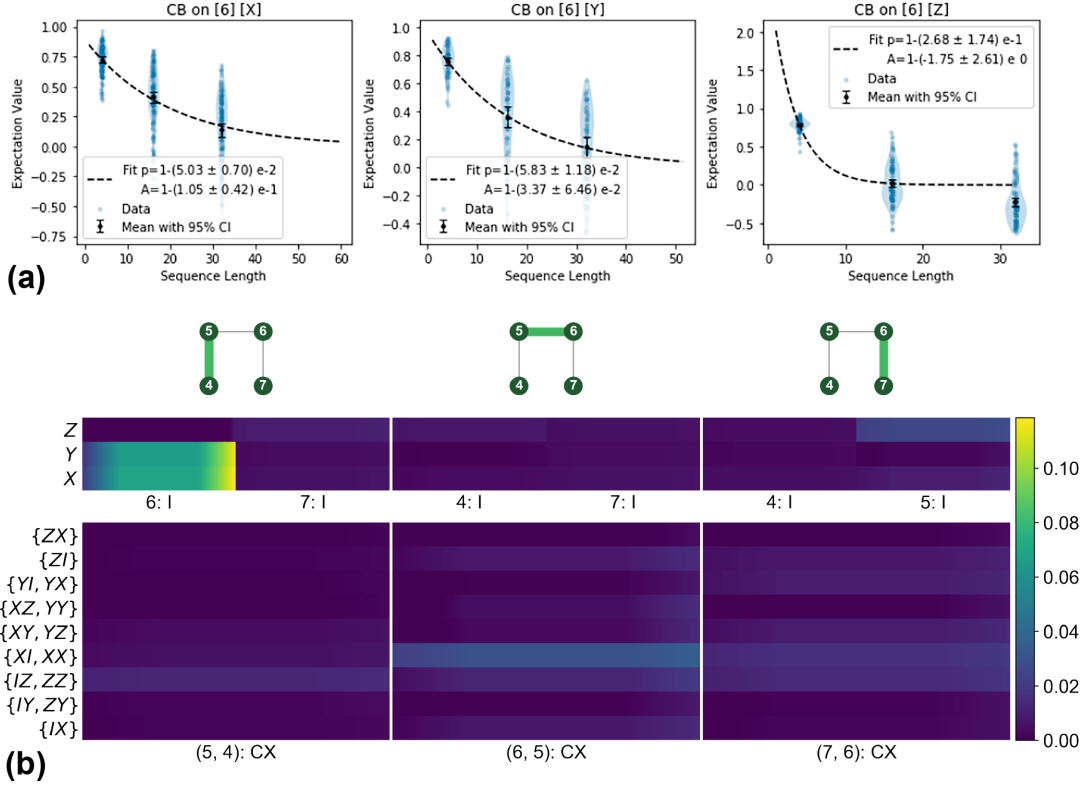 CB on [6] [X]
Expectation Value
1.00
0.75
0.50
0.25
0.00
−0.25
−0.50
−0.75
Fit p=1-(5.03 ± 0.70) e-2
A=1-(1.05 ± 0.42) e-1
Data
Mean with 95% CI
0 10 20 30 40 50 60
Sequence Length
CB on [6] [Y]
Expectation Value
1.0
0.8
0.6
0.4
0.2
0.0
−0.2
−0.4
Fit p=1-(5.83 ± 1.18) e-2
A=1-(3.37 ± 6.46) e-2
Data
Mean with 95% CI
0 10 20 30 40 50
Sequence Length
CB on [6] [Z]
Expectation Value
2.0
1.5
1.0
0.5
0.0
−0.5
Fit p=1-(2.68 ± 1.74) e-1
A=1-(-1.75 ± 2.61) e 0
Data
Mean with 95% CI
0 10 20 30
Sequence Length
(a)
5 6
4 7
5 6
4 7
5 6
4 7
Z
Y
X
6: I 7: I 4: I 7: I 4: I 5: I
{ZX}
{ZI}
{YI, YX}
{XZ, YY}
{XY, YZ}
{XI, XX}
{IZ, ZZ}
{IY, ZY}
{IX}
(5, 4): CX (6, 5): CX (7, 6): CX
0.10
0.08
0.06
0.04
0.02
0.00
(b)